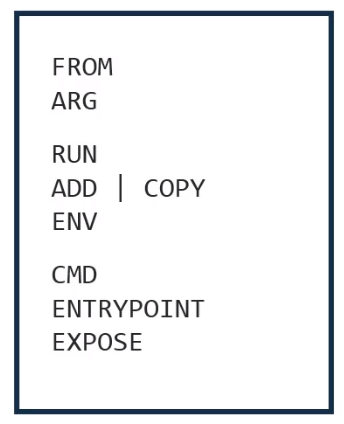 FROM
ARG
RUN
ADD | COPY
ENV
CMD
ENTRYPOINT
EXPOSE